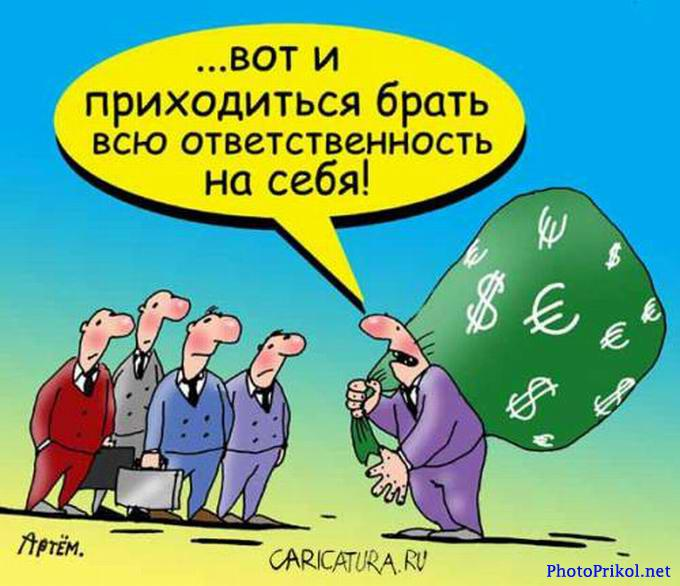 ...вот и
приходиться брать
всю ответственность
на себя!
Артём.
CARICATURA.RU
PhotoPrikol.net